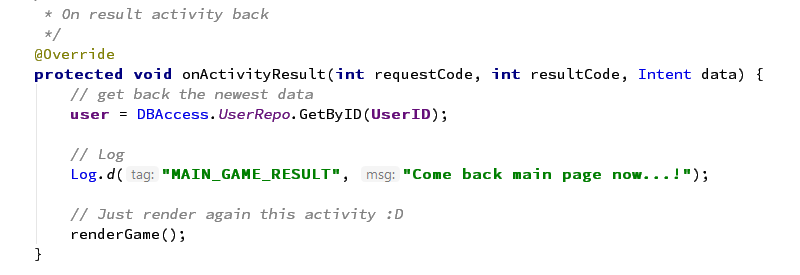 * On result activity back
*/
@Override
protected void onActivityResult(int requestCode, int resultCode, Intent data) {
// get back the newest data
user = DBAccess.UserRepo.GetByID(UserID);
// Log
Log.d( tag: "MAIN_GAME_RESULT", msg: "Come back main page now...!");
// Just render again this activity :D
renderGame();
}